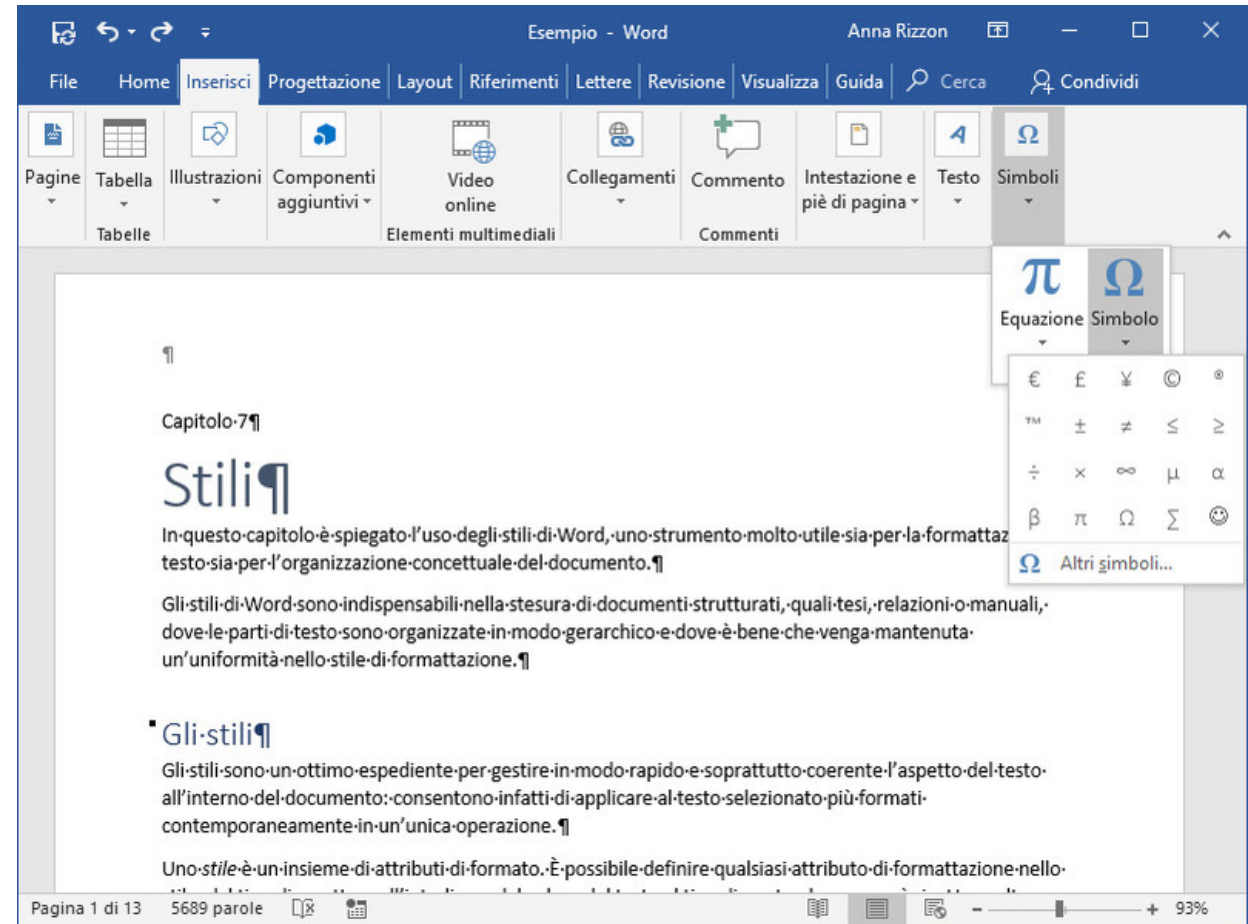 Esempio - Word Anna Rizzon
File Home Inserisci Progettazione Layout Riferimenti Lettere Revisione Visualizza Guida Cerca Condividi
Pagine Tabella Illustrazioni Componenti aggiuntivi Video online Collegamenti Commento Intestazione e piè di pagina Testo Simboli
Tabelle Elementi multimediali Commenti
π Ω
Equazione Simbolo
€ £ ¥ © ®
™ ± ≠ ≤ ≥
÷ × ∞ µ α
β π Ω ∑ ☺
Ω Altri simboli...
¶
Capitolo·7¶
Stili¶
In·questo·capitolo·è·spiegato·l'uso·degli·stili·di·Word,·uno·strumento·molto·utile·sia·per·la·formattaz
testo·sia·per·l'organizzazione·concettuale·del·documento.¶
Gli·stili·di·Word·sono·indispensabili·nella·stesura·di·documenti·strutturati,·quali·tesi,·relazioni·o·manuali,·
dove·le·parti·di·testo·sono·organizzate·in·modo·gerarchico·e·dove·è·bene·che·venga·mantenuta·
un'uniformità·nello·stile·di·formattazione.¶
Gli·stili¶
Gli·stili·sono·un·ottimo·espediente·per·gestire·in·modo·rapido·e·soprattutto·coerente·l'aspetto·del·testo·
all'interno·del·documento:·consentono·infatti·di·applicare·al·testo·selezionato·più·formati·
contemporaneamente·in·un'unica·operazione.¶
Uno·stile·è·un·insieme·di·attributi·di·formato.·È·possibile·definire·qualsiasi·attributo·di·formattazione·nello·
Pagina 1 di 13 5689 parole 93%